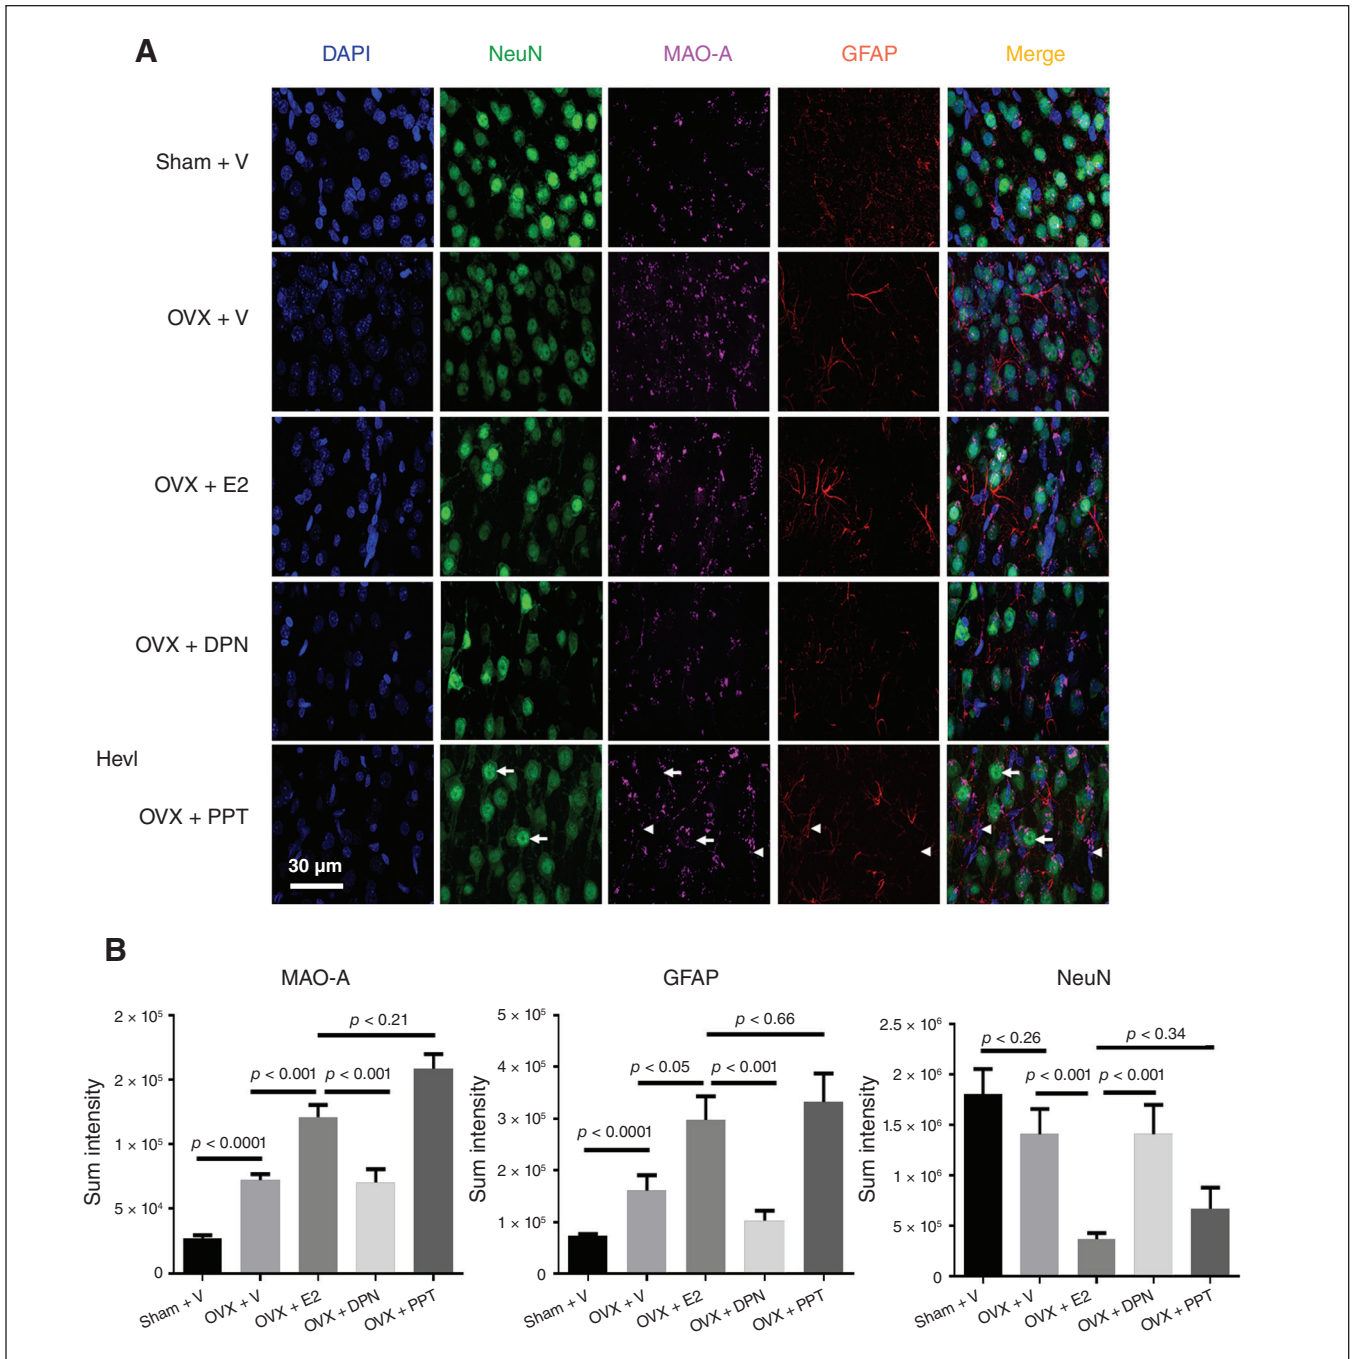 A
DAPI NeuN MAO-A GFAP Merge
Sham + V
OVX + V
OVX + E2
OVX + DPN
Hevl
OVX + PPT
30 μm
B
MAO-A
2 × 10⁵
2 × 10⁵
1 × 10⁵
5 × 10⁴
0
Sum intensity
p < 0.0001
p < 0.001
p < 0.001
p < 0.21
Sham + V
OVX + V
OVX + E2
OVX + DPN
OVX + PPT
GFAP
5 × 10⁵
4 × 10⁵
3 × 10⁵
2 × 10⁵
1 × 10⁵
0
Sum intensity
p < 0.0001
p < 0.05
p < 0.001
p < 0.66
Sham + V
OVX + V
OVX + E2
OVX + DPN
OVX + PPT
NeuN
2.5 × 10⁶
2 × 10⁶
1.5 × 10⁶
1 × 10⁶
5 × 10⁵
0
Sum intensity
p < 0.26
p < 0.001
p < 0.001
p < 0.34
Sham + V
OVX + V
OVX + E2
OVX + DPN
OVX + PPT